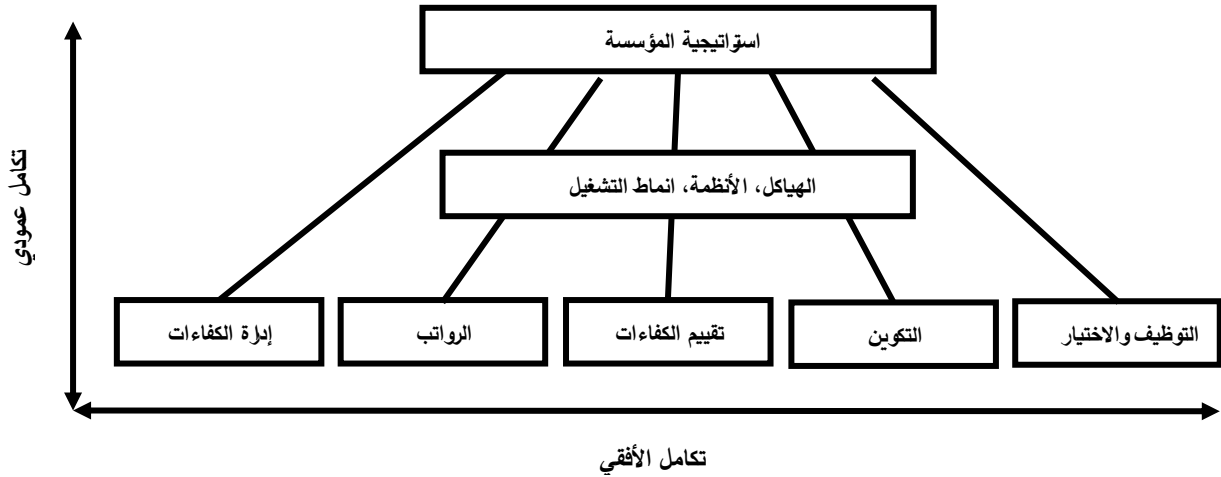 استراتيجية المؤسسة
الهياكل، الأنظمة، انماط التشغيل
التوظيف والاختيار
التكوين
تقييم الكفاءات
الرواتب
إدارة الكفاءات
تكامل عمودي
تكامل الأفقي